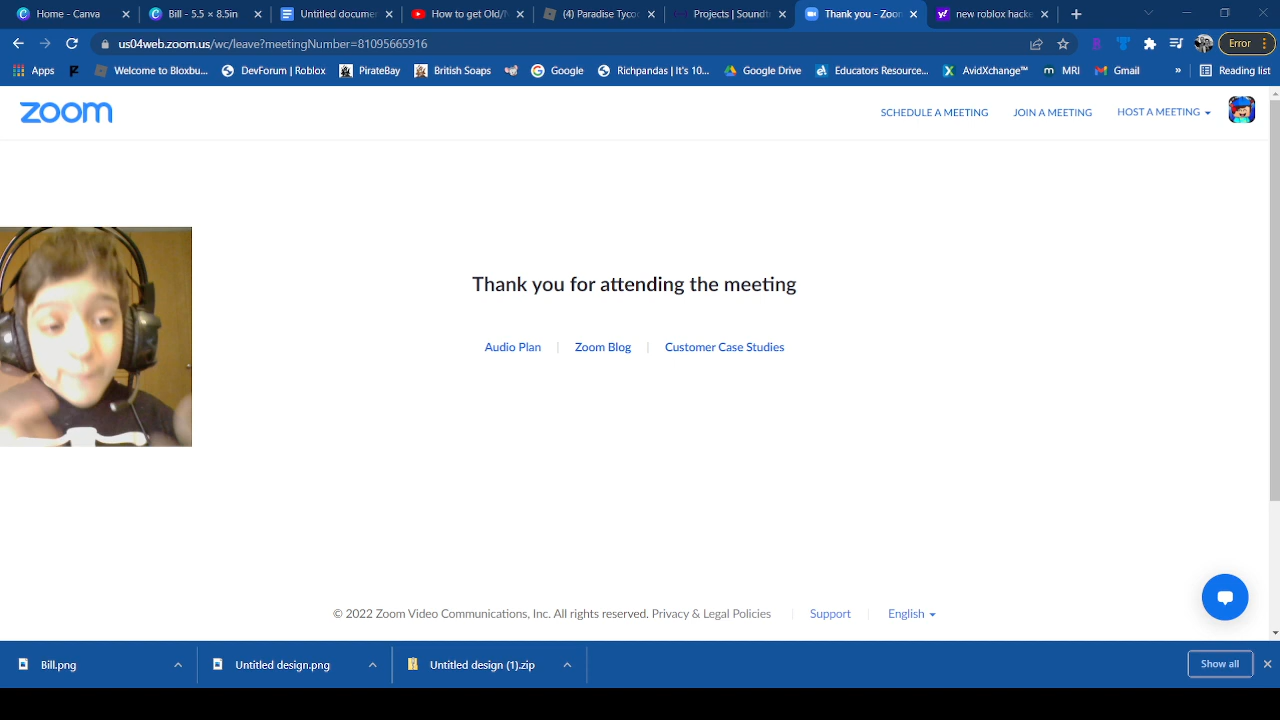 Home - Canva
Bill - 5.5 × 8.5in
Untitled documen
How to get Old/
(4) Paradise Tyco
Projects | Soundt
Thank you - Zoom
new roblox hacke
us04web.zoom.us/wc/leave?meetingNumber=81095665916
Error
Apps
Welcome to Bloxbu...
DevForum | Roblox
PirateBay
British Soaps
Google
Richpandas | It's 10...
Google Drive
Educators Resource...
AvidXchange™
MRI
Gmail
»
Reading list
zoom
SCHEDULE A MEETING
JOIN A MEETING
HOST A MEETING
Thank you for attending the meeting
Audio Plan | Zoom Blog | Customer Case Studies
© 2022 Zoom Video Communications, Inc. All rights reserved. Privacy & Legal Policies | Support | English
Bill.png
Untitled design.png
Untitled design (1).zip
Show all